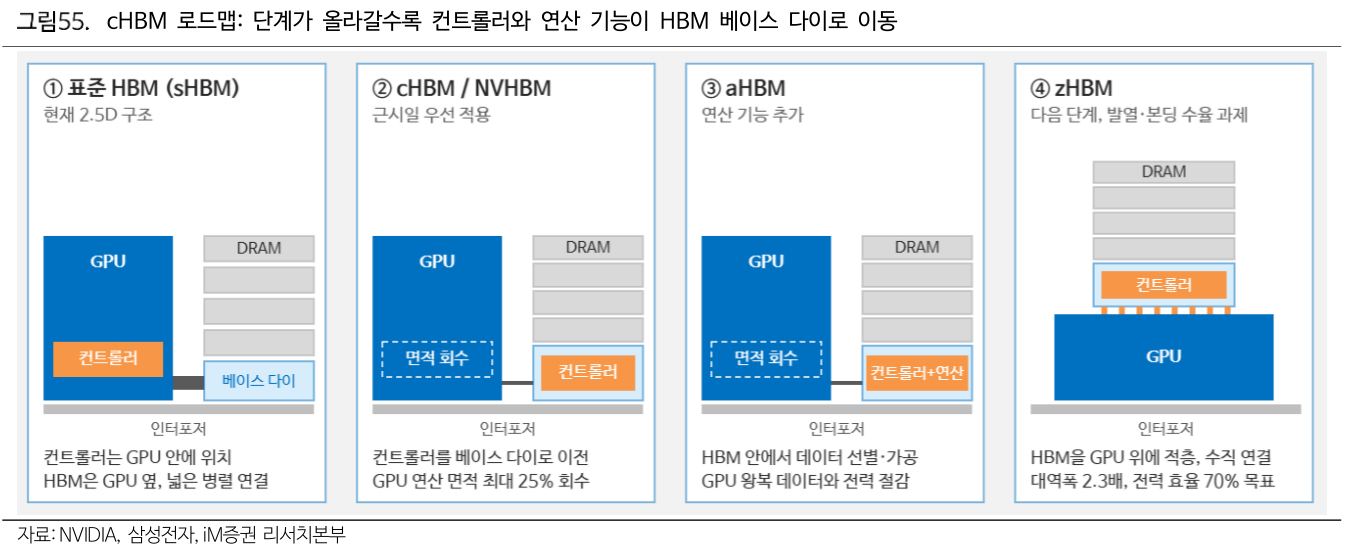 그림55. cHBM 로드맵: 단계가 올라갈수록 컨트롤러와 연산 기능이 HBM 베이스 다이로 이동
① 표준 HBM (sHBM)
현재 2.5D 구조
GPU
DRAM
컨트롤러
베이스 다이
인터포저
컨트롤러는 GPU 안에 위치
HBM은 GPU 옆, 넓은 병렬 연결
② cHBM / NVHBM
근시일 우선 적용
GPU
DRAM
면적 회수
컨트롤러
인터포저
컨트롤러를 베이스 다이로 이전
GPU 연산 면적 최대 25% 회수
③ aHBM
연산 기능 추가
GPU
DRAM
면적 회수
컨트롤러+연산
인터포저
HBM 안에서 데이터 선별·가공
GPU 왕복 데이터와 전력 절감
④ zHBM
다음 단계, 발열·본딩 수율 과제
DRAM
컨트롤러
GPU
인터포저
HBM을 GPU 위에 적층, 수직 연결
대역폭 2.3배, 전력 효율 70% 목표
자료: NVIDIA, 삼성전자, iM증권 리서치본부